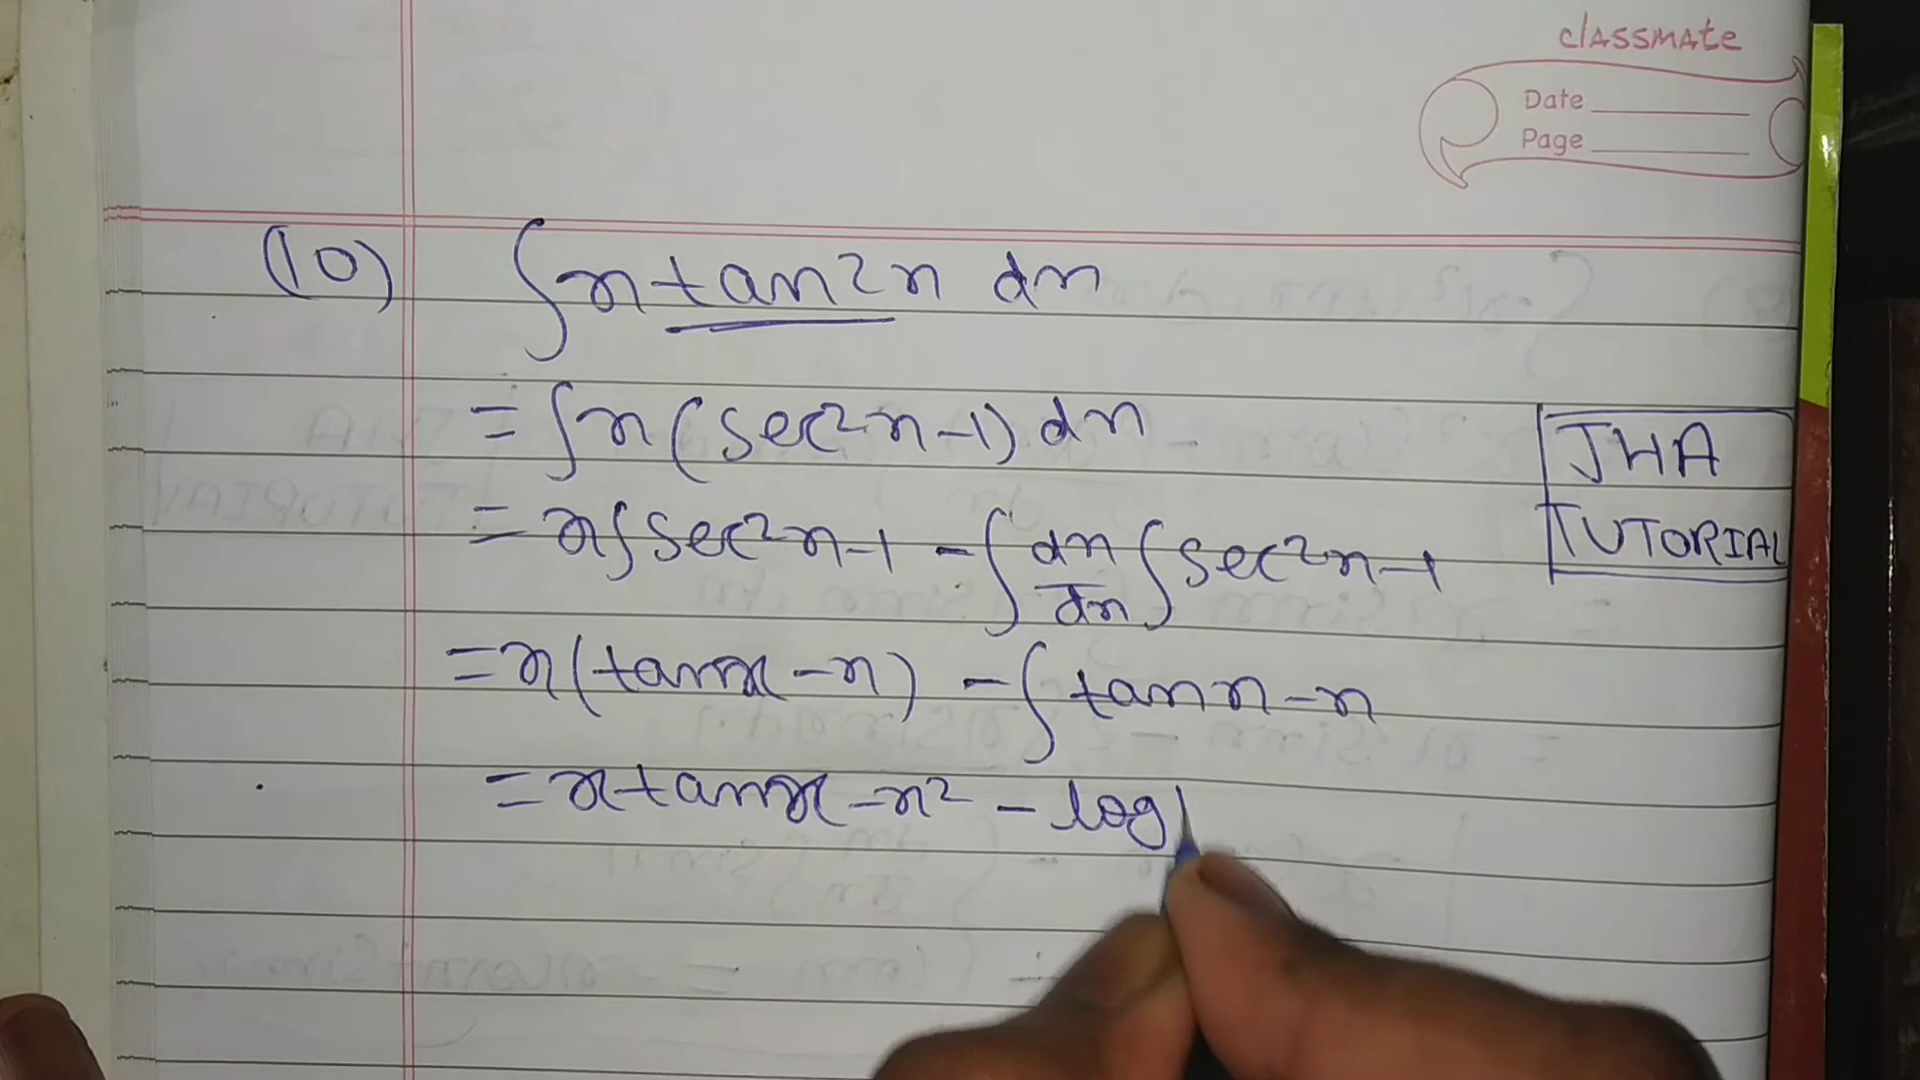 classmate
Date
Page
(10) ∫x tan²x dx
= ∫x (sec²x-1) dx
= x∫sec²x-1 - ∫dx/dx ∫sec²x-1
= x(tanx - x) - ∫tanx - x
= x tanx - x² - log|
JHA
TUTORIAL